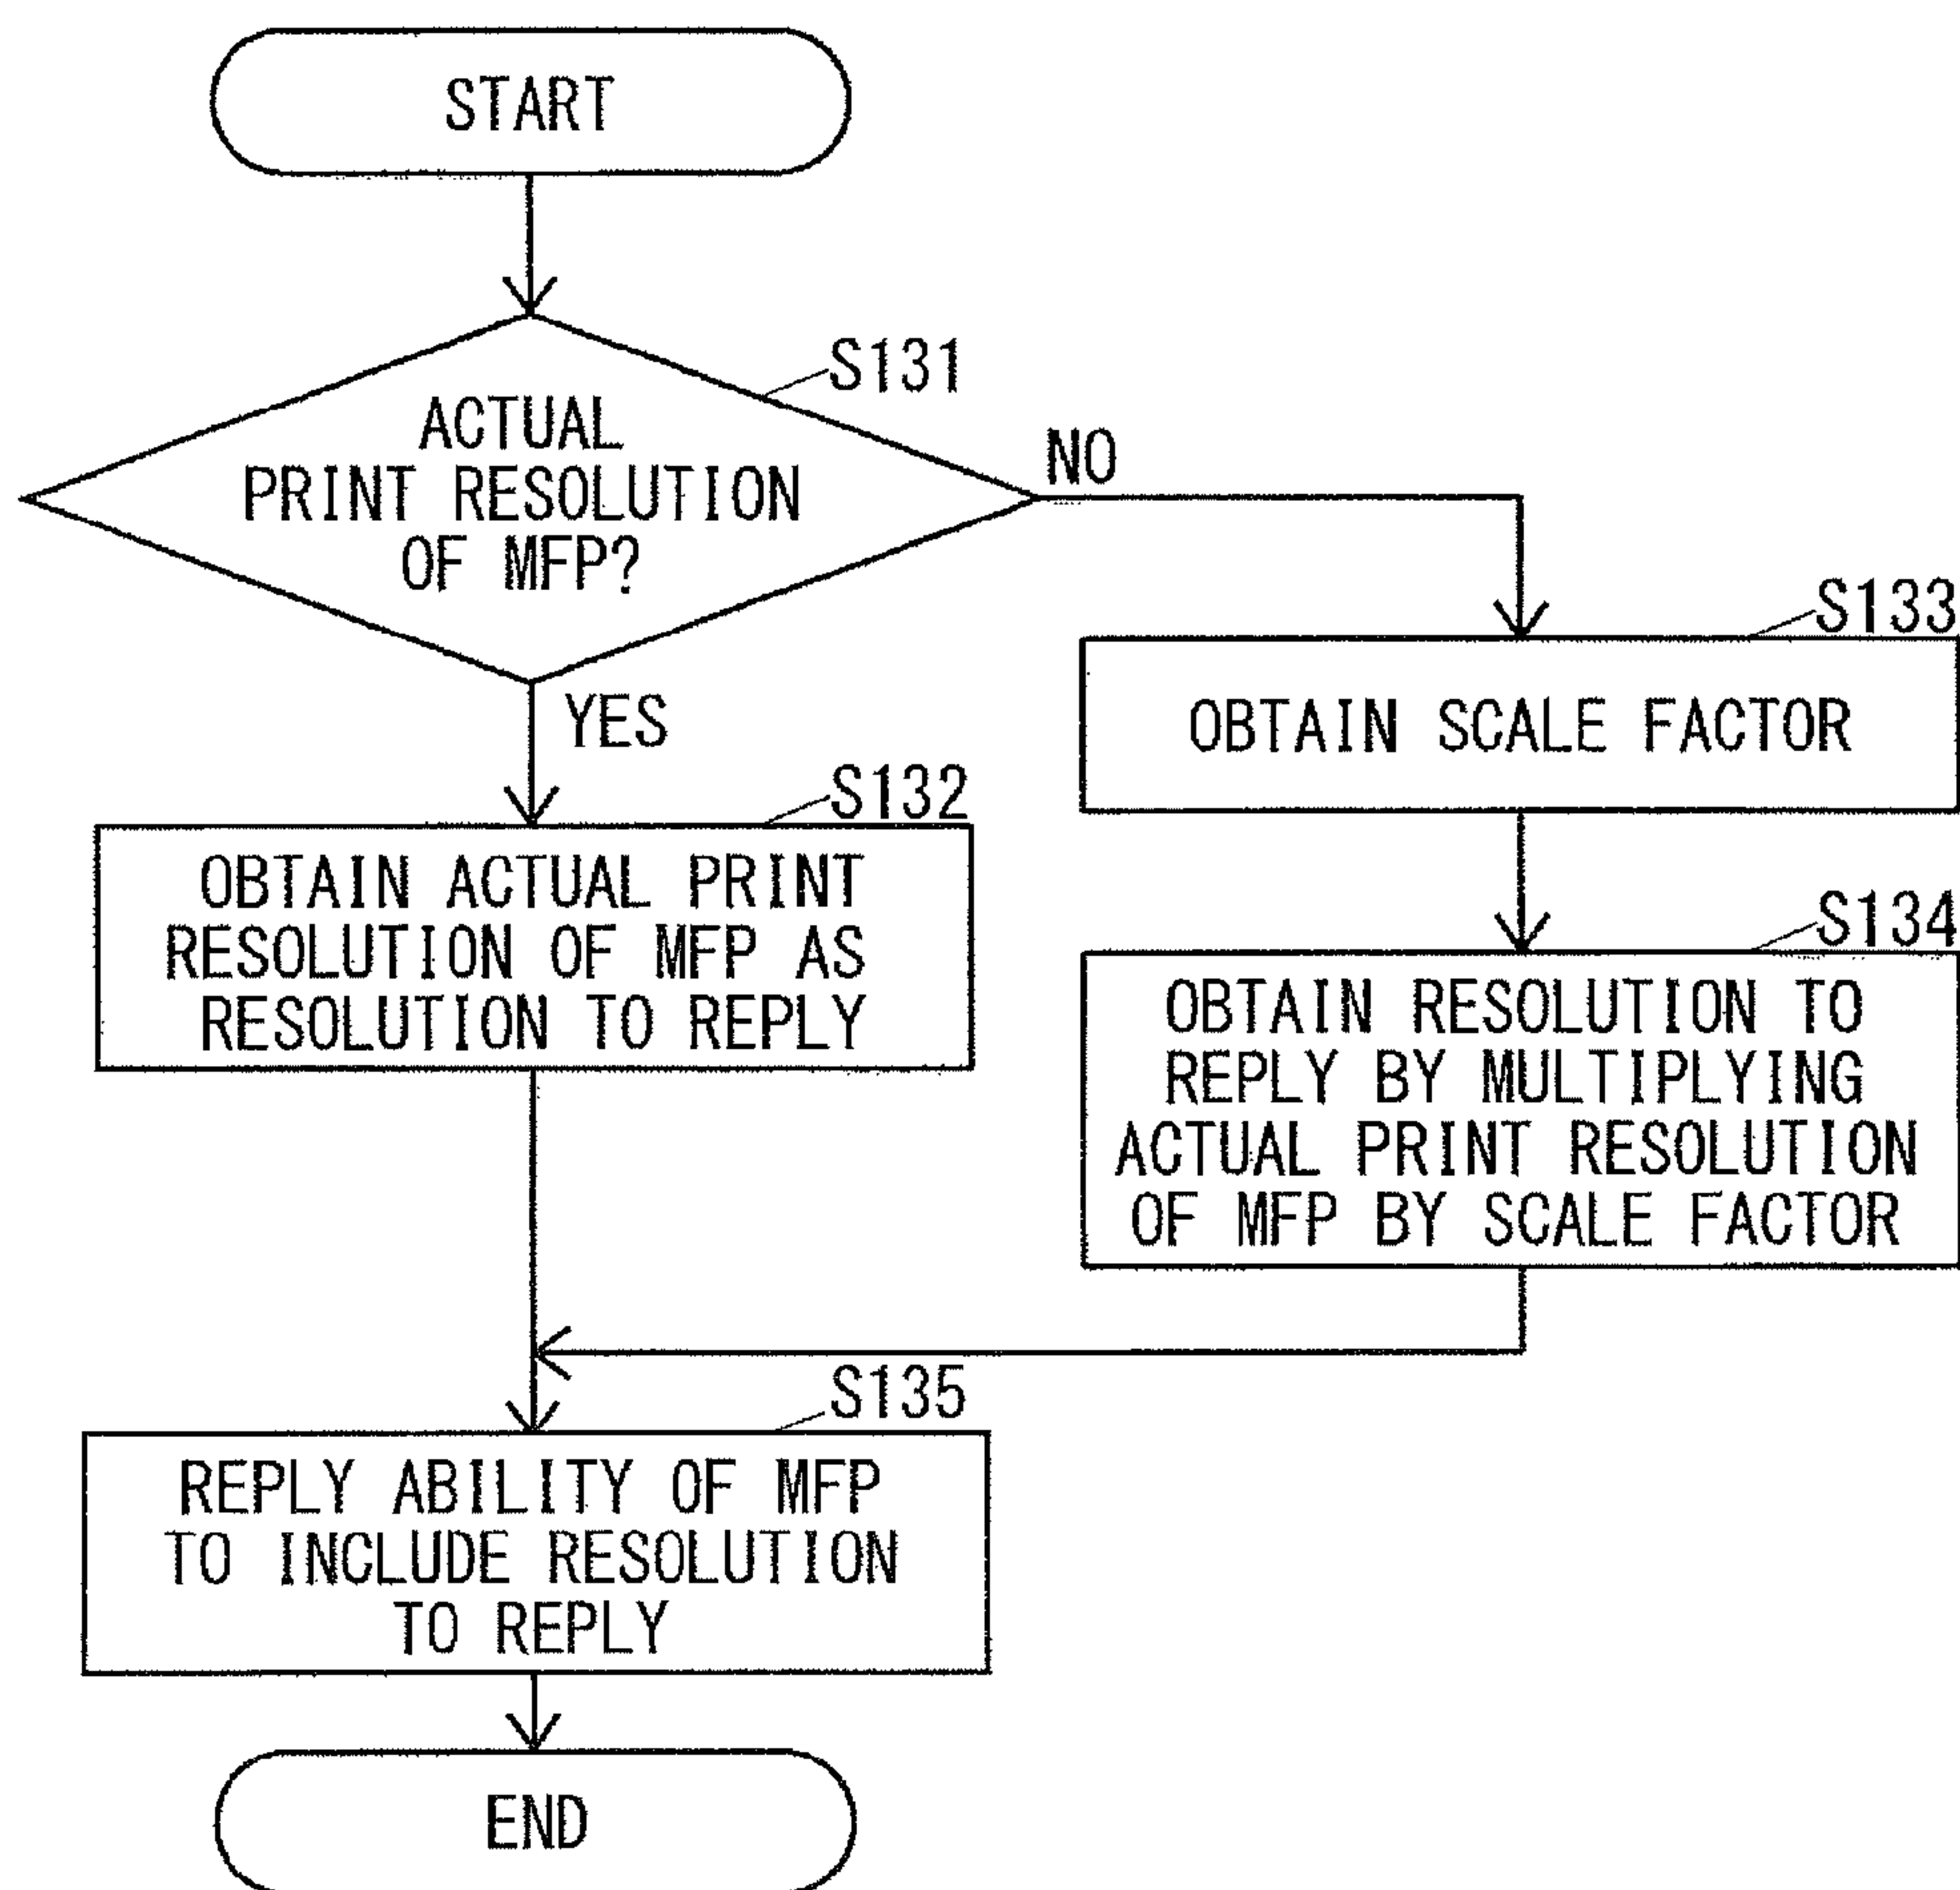 START
S131
ACTUAL
PRINT RESOLUTION
OF MFP?
NO
YES
S132
OBTAIN ACTUAL PRINT
RESOLUTION OF MFP AS
RESOLUTION TO REPLY
S133
OBTAIN SCALE FACTOR
S134
OBTAIN RESOLUTION TO
REPLY BY MULTIPLYING
ACTUAL PRINT RESOLUTION
OF MFP BY SCALE FACTOR
S135
REPLY ABILITY OF MFP
TO INCLUDE RESOLUTION
TO REPLY
END